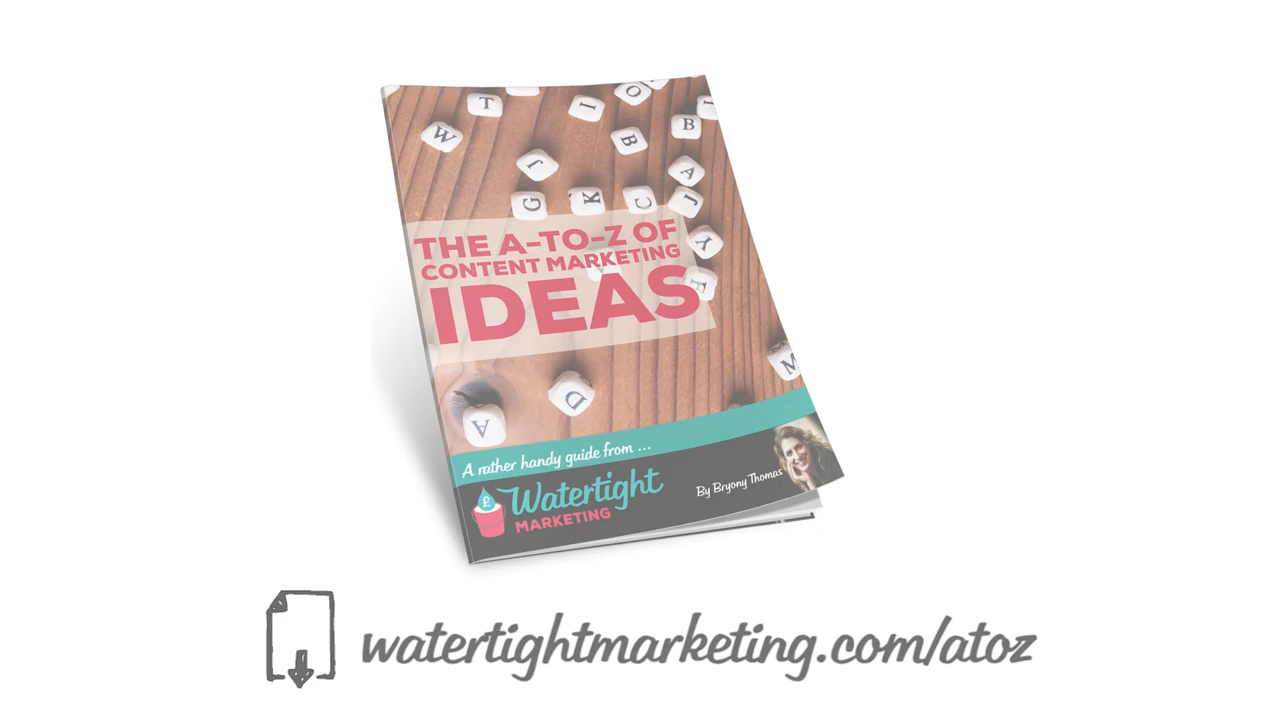 W T I O
J B B
G K C J A
Y
F
THE A-TO-Z OF
CONTENT MARKETING
IDEAS
M
D
A
A rather handy guide from ...
£ Watertight
MARKETING
By Bryony Thomas
watertightmarketing.com/atoz